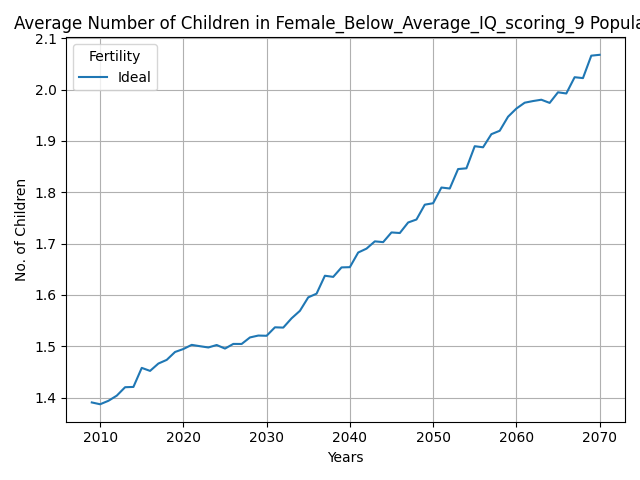 Average Number of Children in Female_Below_Average_IQ_scoring_9 Popula
Fertility
Ideal
No. of Children
2.1
2.0
1.9
1.8
1.7
1.6
1.5
1.4
2010 2020 2030 2040 2050 2060 2070
Years